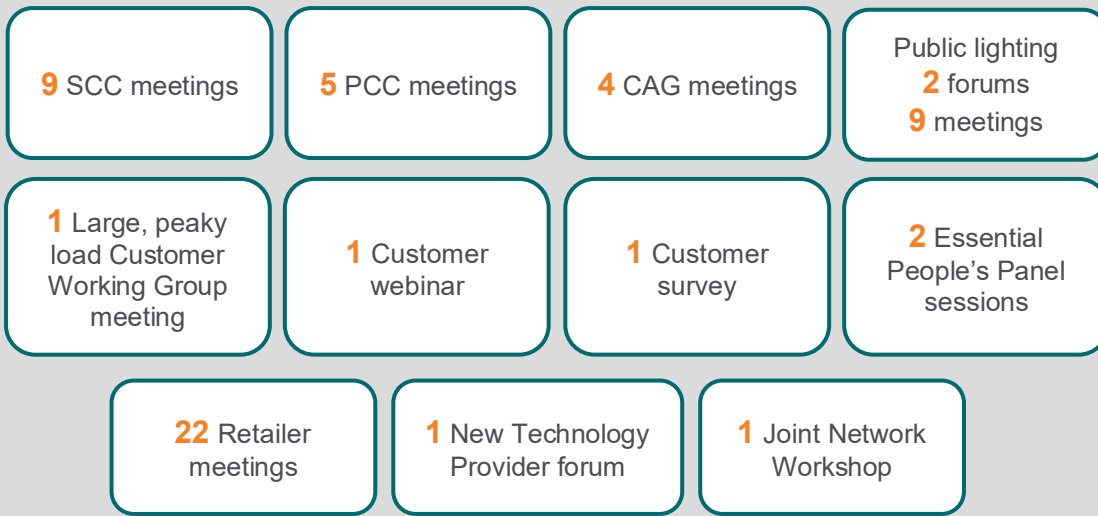 9 SCC meetings
5 PCC meetings
4 CAG meetings
Public lighting
2 forums
9 meetings
1 Large, peaky
load Customer
Working Group
meeting
1 Customer
webinar
1 Customer
survey
2 Essential
People’s Panel
sessions
22 Retailer
meetings
1 New Technology
Provider forum
1 Joint Network
Workshop